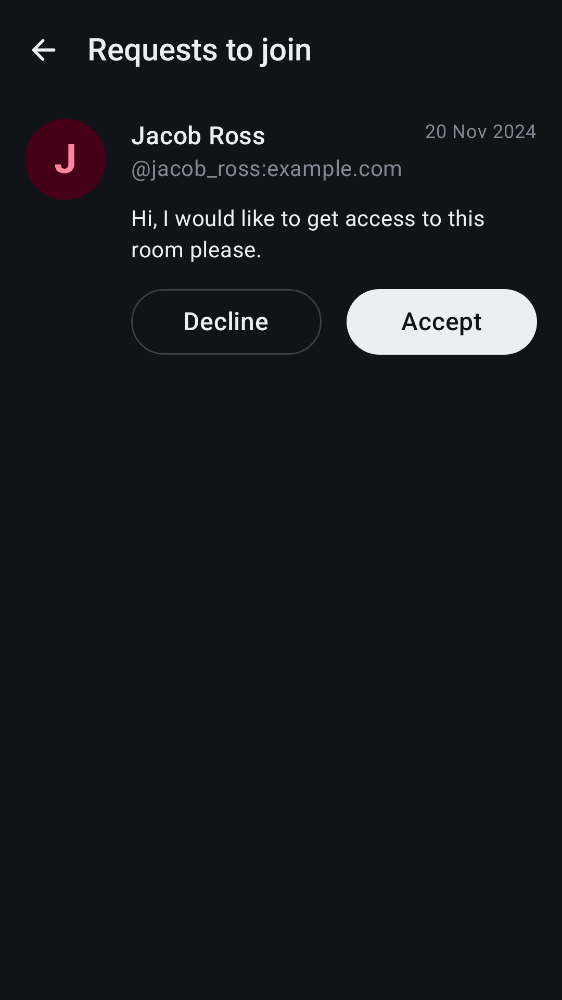 Requests to join
J
Jacob Ross
20 Nov 2024
@jacob_ross:example.com
Hi, I would like to get access to this
room please.
Decline
Accept